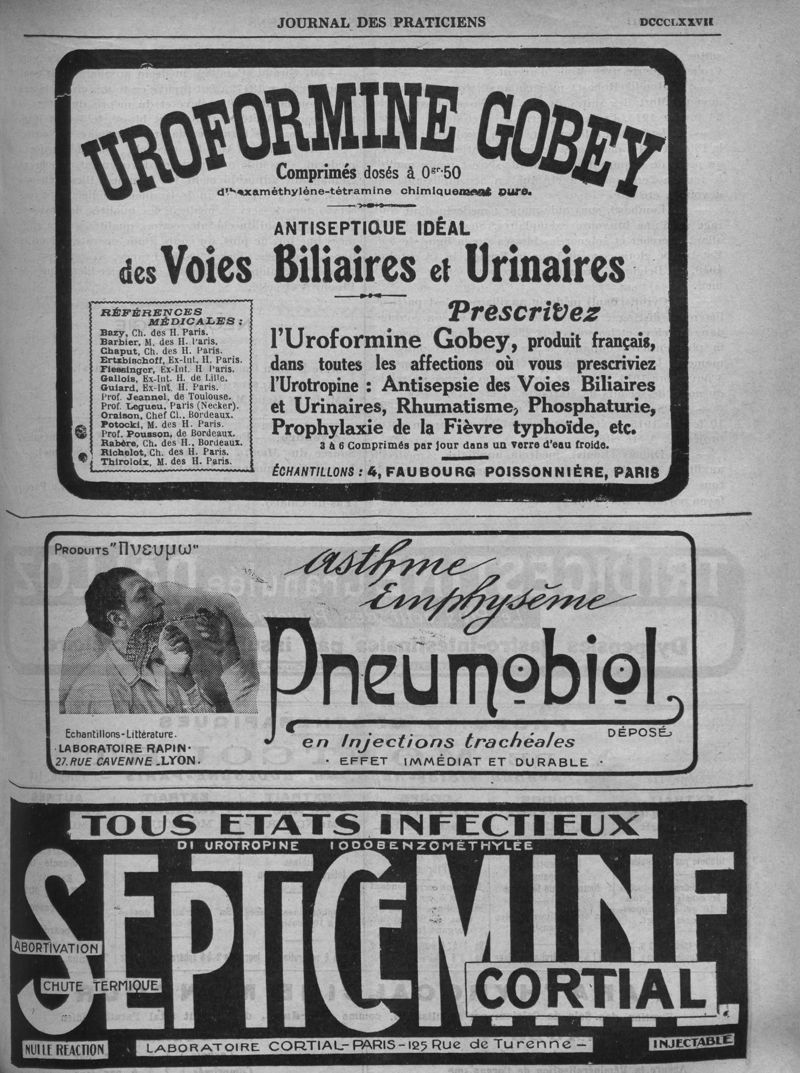 JOURNAL DES PRATICIENS
DCCCLXXVII
UROFORMINE GOBEY
Comprimés dosés à 0gr.50
d'hexaméthylène-tétramine chimiquement pure.
ANTISEPTIQUE IDÉAL
des Voies Biliaires et Urinaires
RÉFÉRENCES
MÉDICALES :
Bazy, Ch. des H. Paris.
Barbier, M. des H. Paris.
Chaput, Ch. des H. Paris.
Ertzbischoff, Ex-Int. H. Paris.
Fiessinger, Ex-Int. H Paris.
Gallois, Ex-Int. H. de Lille.
Guiard, Ex-Int. H. Paris.
Prof. Jeannel, de Toulouse.
Prof. Legueu, Paris (Necker).
Oraison, Chef Cl., Bordeaux.
Potocki, M. des H. Paris.
Prof. Pousson, de Bordeaux.
Rabère, Ch. des H., Bordeaux.
Richelot, Ch. des H. Paris.
Thiroloix, M. des H. Paris.
Prescrivez
l'Uroformine Gobey, produit français,
dans toutes les affections où vous prescriviez
l'Urotropine : Antisepsie des Voies Biliaires
et Urinaires, Rhumatisme, Phosphaturie,
Prophylaxie de la Fièvre typhoïde, etc.
3 à 6 Comprimés par jour dans un verre d'eau froide.
ÉCHANTILLONS : 4, FAUBOURG POISSONNIÈRE, PARIS
PRODUITS "Πνευμω"
asthme
Emphysème
Pneumobiol
DÉPOSÉ
en Injections trachéales
· EFFET IMMÉDIAT ET DURABLE ·
Echantillons-Littérature.
·LABORATOIRE RAPIN·
27. RUE CAVENNE _LYON.
TOUS ETATS INFECTIEUX
DI UROTROPINE IODOBENZOMÉTHYLÉE
SEPTICEMINE
ABORTIVATION
CHUTE TERMIQUE
CORTIAL
NULLE RÉACTION
LABORATOIRE CORTIAL-PARIS-125 Rue de Turenne-
INJECTABLE